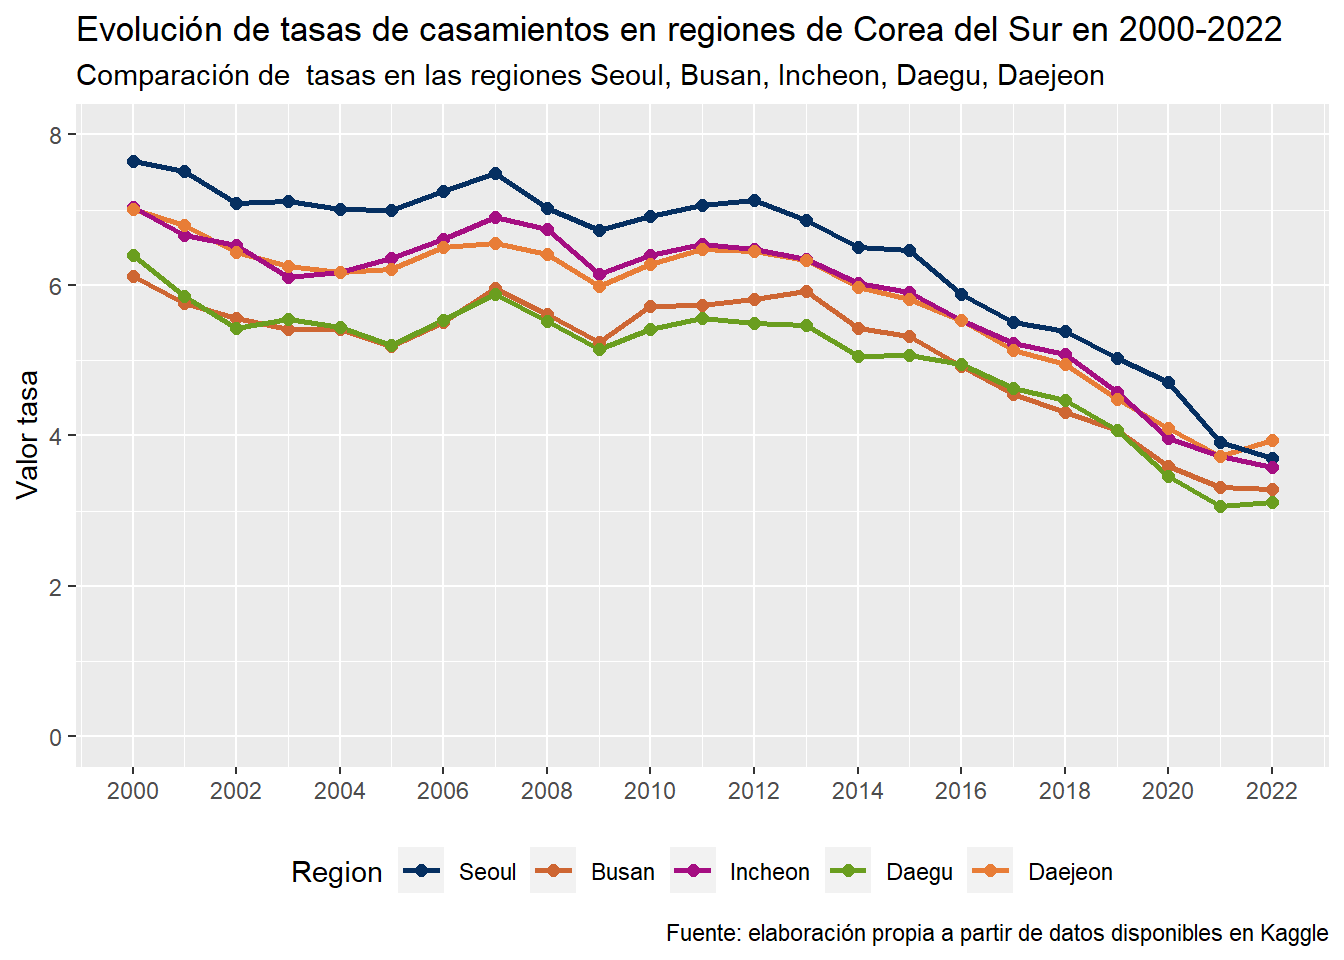 Evolución de tasas de casamientos en regiones de Corea del Sur en 2000-2022
Comparación de  tasas en las regiones Seoul, Busan, Incheon, Daegu, Daejeon
Valor tasa
8
6
4
2
0
2000 2002 2004 2006 2008 2010 2012 2014 2016 2018 2020 2022
Region Seoul Busan Incheon Daegu Daejeon
Fuente: elaboración propia a partir de datos disponibles en Kaggle